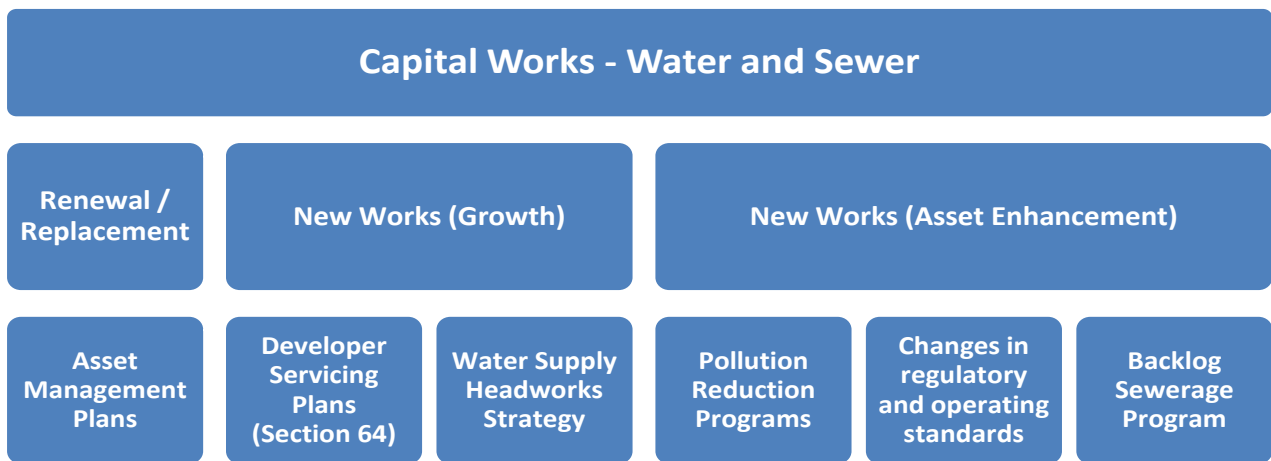 Capital Works - Water and Sewer
Renewal /
Replacement
New Works (Growth)
New Works (Asset Enhancement)
Asset
Management
Plans
Developer
Servicing
Plans
(Section 64)
Water Supply
Headworks
Strategy
Pollution
Reduction
Programs
Changes in
regulatory
and operating
standards
Backlog
Sewerage
Program